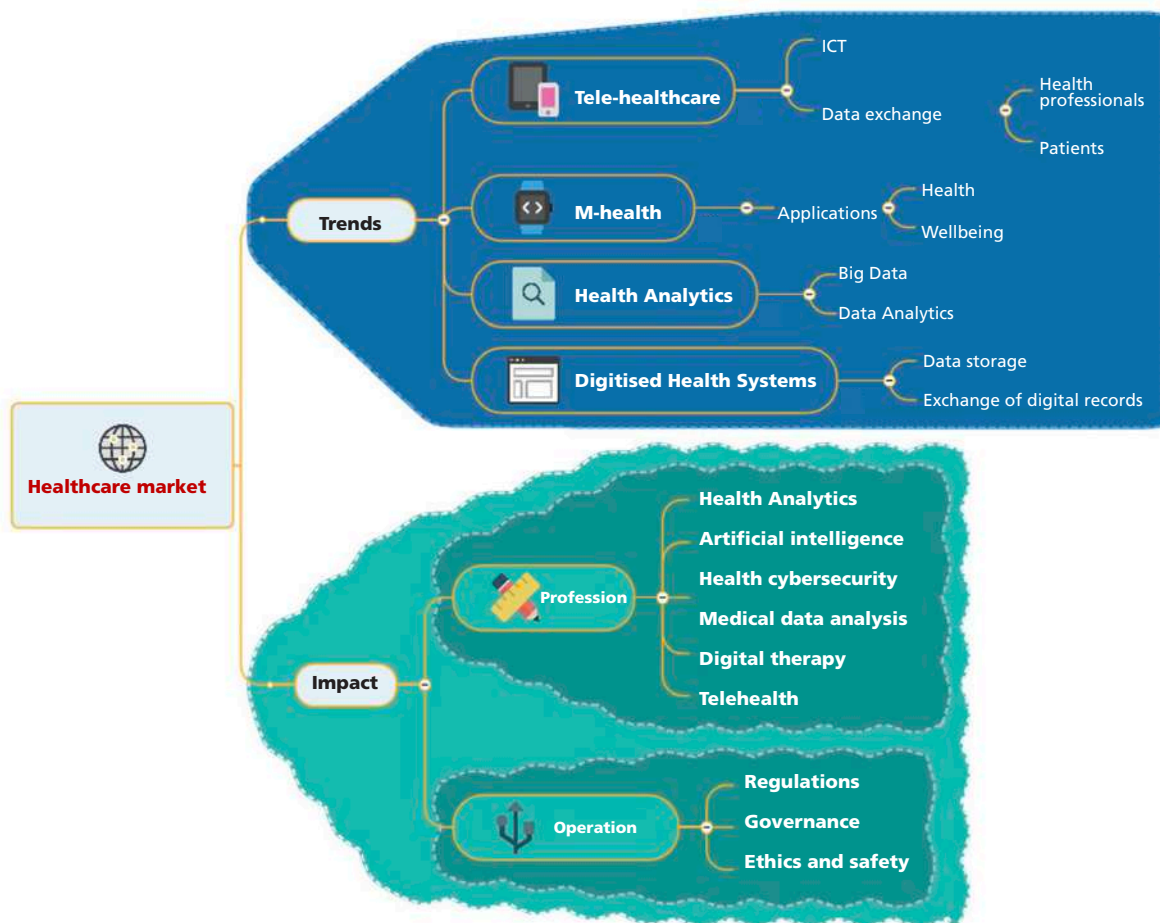 Healthcare market
Trends
Tele-healthcare
ICT
Data exchange
Health
professionals
Patients
M-health
Applications
Health
Wellbeing
Health Analytics
Big Data
Data Analytics
Digitised Health Systems
Data storage
Exchange of digital records
Impact
Profession
Health Analytics
Artificial intelligence
Health cybersecurity
Medical data analysis
Digital therapy
Telehealth
Operation
Regulations
Governance
Ethics and safety